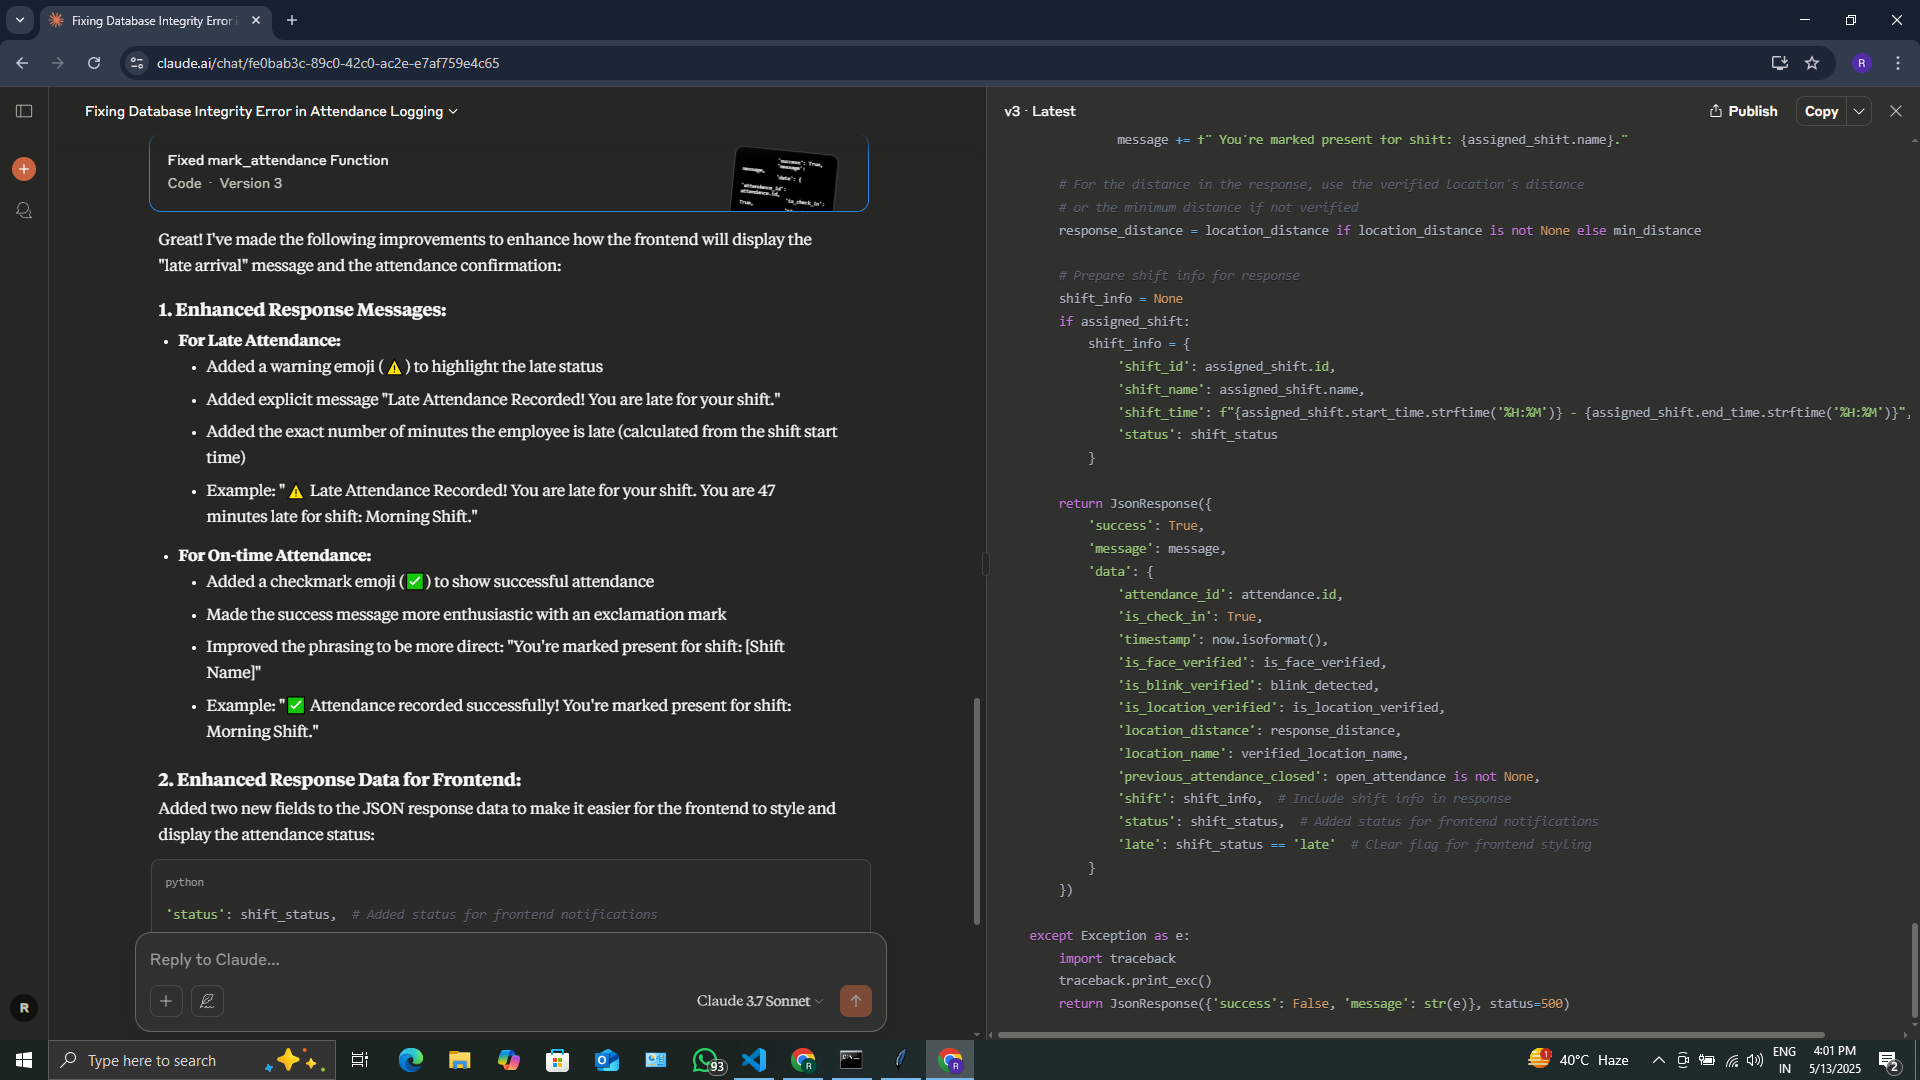 Fixing Database Integrity Error i
claude.ai/chat/fe0bab3c-89c0-42c0-ac2e-e7af759e4c65
R
Fixing Database Integrity Error in Attendance Logging
Fixed mark_attendance Function
Code · Version 3
'success': True,
message,
'message':
'data': {
'attendance_id':
attendance.id,
'is_check_in':
True,
Great! I've made the following improvements to enhance how the frontend will display the
"late arrival" message and the attendance confirmation:
1. Enhanced Response Messages:
• For Late Attendance:
• Added a warning emoji (⚠️) to highlight the late status
• Added explicit message "Late Attendance Recorded! You are late for your shift."
• Added the exact number of minutes the employee is late (calculated from the shift start
time)
• Example: "⚠️ Late Attendance Recorded! You are late for your shift. You are 47
minutes late for shift: Morning Shift."
• For On-time Attendance:
• Added a checkmark emoji (✅) to show successful attendance
• Made the success message more enthusiastic with an exclamation mark
• Improved the phrasing to be more direct: "You're marked present for shift: [Shift
Name]"
• Example: "✅ Attendance recorded successfully! You're marked present for shift:
Morning Shift."
2. Enhanced Response Data for Frontend:
Added two new fields to the JSON response data to make it easier for the frontend to style and
display the attendance status:
python
'status': shift_status,  # Added status for frontend notifications
Reply to Claude...
Claude 3.7 Sonnet
R
v3 · Latest
Publish
Copy
message += f" You're marked present for shift: {assigned_shift.name}."
# For the distance in the response, use the verified location's distance
# or the minimum distance if not verified
response_distance = location_distance if location_distance is not None else min_distance
# Prepare shift info for response
shift_info = None
if assigned_shift:
shift_info = {
'shift_id': assigned_shift.id,
'shift_name': assigned_shift.name,
'shift_time': f"{assigned_shift.start_time.strftime('%H:%M')} - {assigned_shift.end_time.strftime('%H:%M')}",
'status': shift_status
}
return JsonResponse({
'success': True,
'message': message,
'data': {
'attendance_id': attendance.id,
'is_check_in': True,
'timestamp': now.isoformat(),
'is_face_verified': is_face_verified,
'is_blink_verified': blink_detected,
'is_location_verified': is_location_verified,
'location_distance': response_distance,
'location_name': verified_location_name,
'previous_attendance_closed': open_attendance is not None,
'shift': shift_info,  # Include shift info in response
'status': shift_status,  # Added status for frontend notifications
'late': shift_status == 'late'  # Clear flag for frontend styling
}
})
except Exception as e:
import traceback
traceback.print_exc()
return JsonResponse({'success': False, 'message': str(e)}, status=500)
Type here to search
93
R
R
1
40°C Haze
ENG
IN
4:01 PM
5/13/2025
2